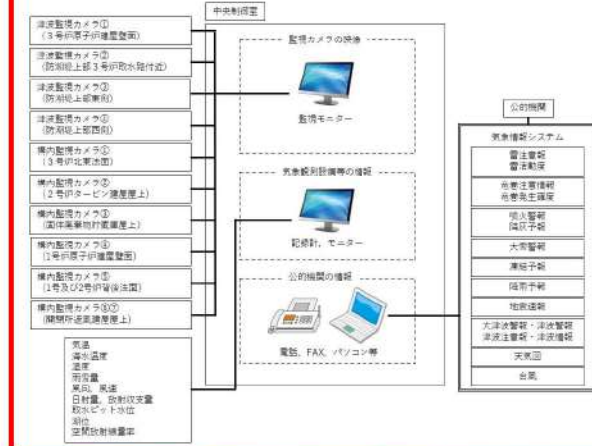 中央制御室
津波監視カメラ①
(3号炉原子炉建屋壁面)
津波監視カメラ②
(防潮堤上部3号炉取水路付近)
津波監視カメラ③
(防潮堤上部東側)
津波監視カメラ④
(防潮堤上部西側)
構内監視カメラ①
(3号炉北東法面)
構内監視カメラ②
(2号炉タービン建屋屋上)
構内監視カメラ③
(固体廃棄物貯蔵庫屋上)
構内監視カメラ④
(1号炉原子炉建屋壁面)
構内監視カメラ⑤
(1号及び2号炉背後法面)
構内監視カメラ⑥⑦
(開閉所返風建屋屋上)
気温
海水温度
湿度
雨雪量
風向、風速
日射量、放射収支量
取水ピット水位
潮位
空間放射線量率
監視カメラの映像
監視モニター
気象観測設備等の情報
記録計、モニター
公的機関の情報
電話、FAX、パソコン等
公的機関
気象情報システム
雷注意報
雷活動度
竜巻注意情報
竜巻発生確度
噴火警報
降灰予報
大雪警報
凍結予報
降雨予報
地震速報
大津波警報・津波警報
津波注意報・津波情報
天気図
台風